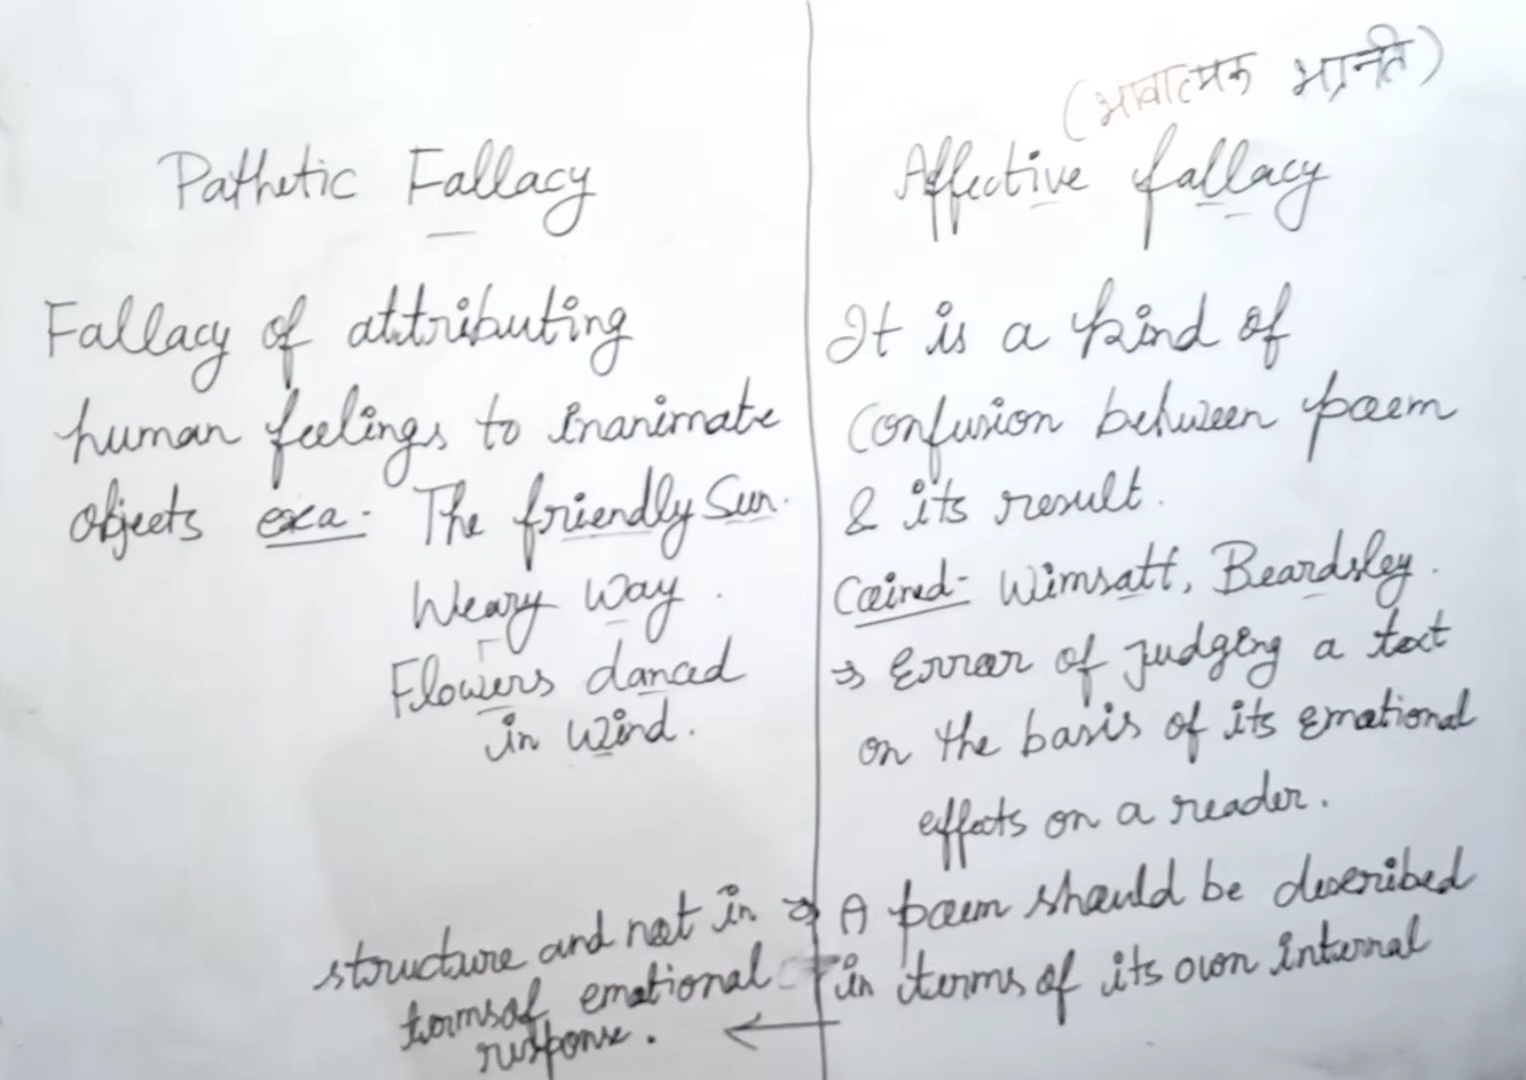 Pathetic Fallacy
Fallacy of attributing
human feelings to inanimate
objects exa- The friendly Sun.
Weary Way.
Flowers danced
in Wind.
(भावात्मक भ्रान्ति)
Affective fallacy
It is a kind of
Confusion between poem
& its result.
Coined- Wimsatt, Beardsley.
⇒ Error of judging a text
on the basis of its emotional
effects on a reader.
⇒ A poem should be described
in terms of its own internal
structure and not in
terms of emotional
response.